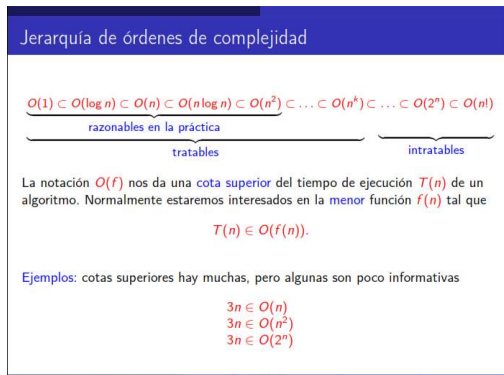 Jerarquía de órdenes de complejidad
O(1) ⊂ O(log n) ⊂ O(n) ⊂ O(n log n) ⊂ O(n²) ⊂ ... ⊂ O(nᵏ) ⊂ ... ⊂ O(2ⁿ) ⊂ O(n!)
razonables en la práctica
tratables intratables
La notación O(f) nos da una cota superior del tiempo de ejecución T(n) de un
algoritmo. Normalmente estaremos interesados en la menor función f(n) tal que
T(n) ∈ O(f(n)).
Ejemplos: cotas superiores hay muchas, pero algunas son poco informativas
3n ∈ O(n)
3n ∈ O(n²)
3n ∈ O(2ⁿ)